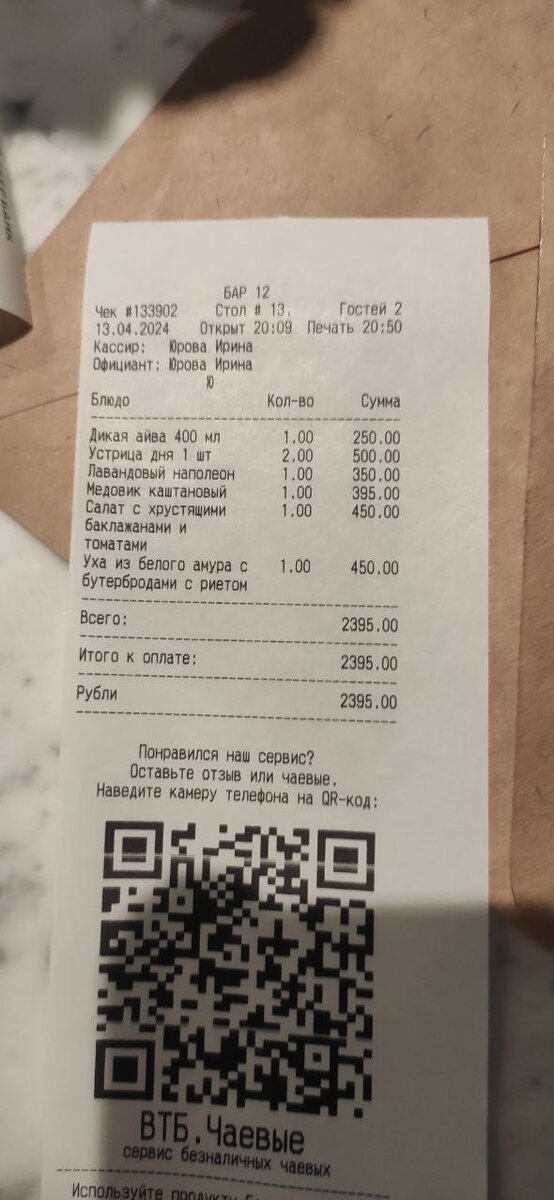 БАР 12
Чек #133902 Стол # 13, Гостей 2
13.04.2024 Открыт 20:09 Печать 20:50
Кассир: Юрова Ирина
Официант: Юрова Ирина
Ю
Блюдо Кол-во Сумма
Дикая айва 400 мл 1.00 250.00
Устрица дня 1 шт 2.00 500.00
Лавандовый наполеон 1.00 350.00
Медовик каштановый 1.00 395.00
Салат с хрустящими 1.00 450.00
баклажанами и
томатами
Уха из белого амура с 1.00 450.00
бутербродами с риетом
Всего: 2395.00
Итого к оплате: 2395.00
Рубли 2395.00
Понравился наш сервис?
Оставьте отзыв или чаевые.
Наведите камеру телефона на QR-код:
ВТБ.Чаевые
сервис безналичных чаевых
Используйте продукты